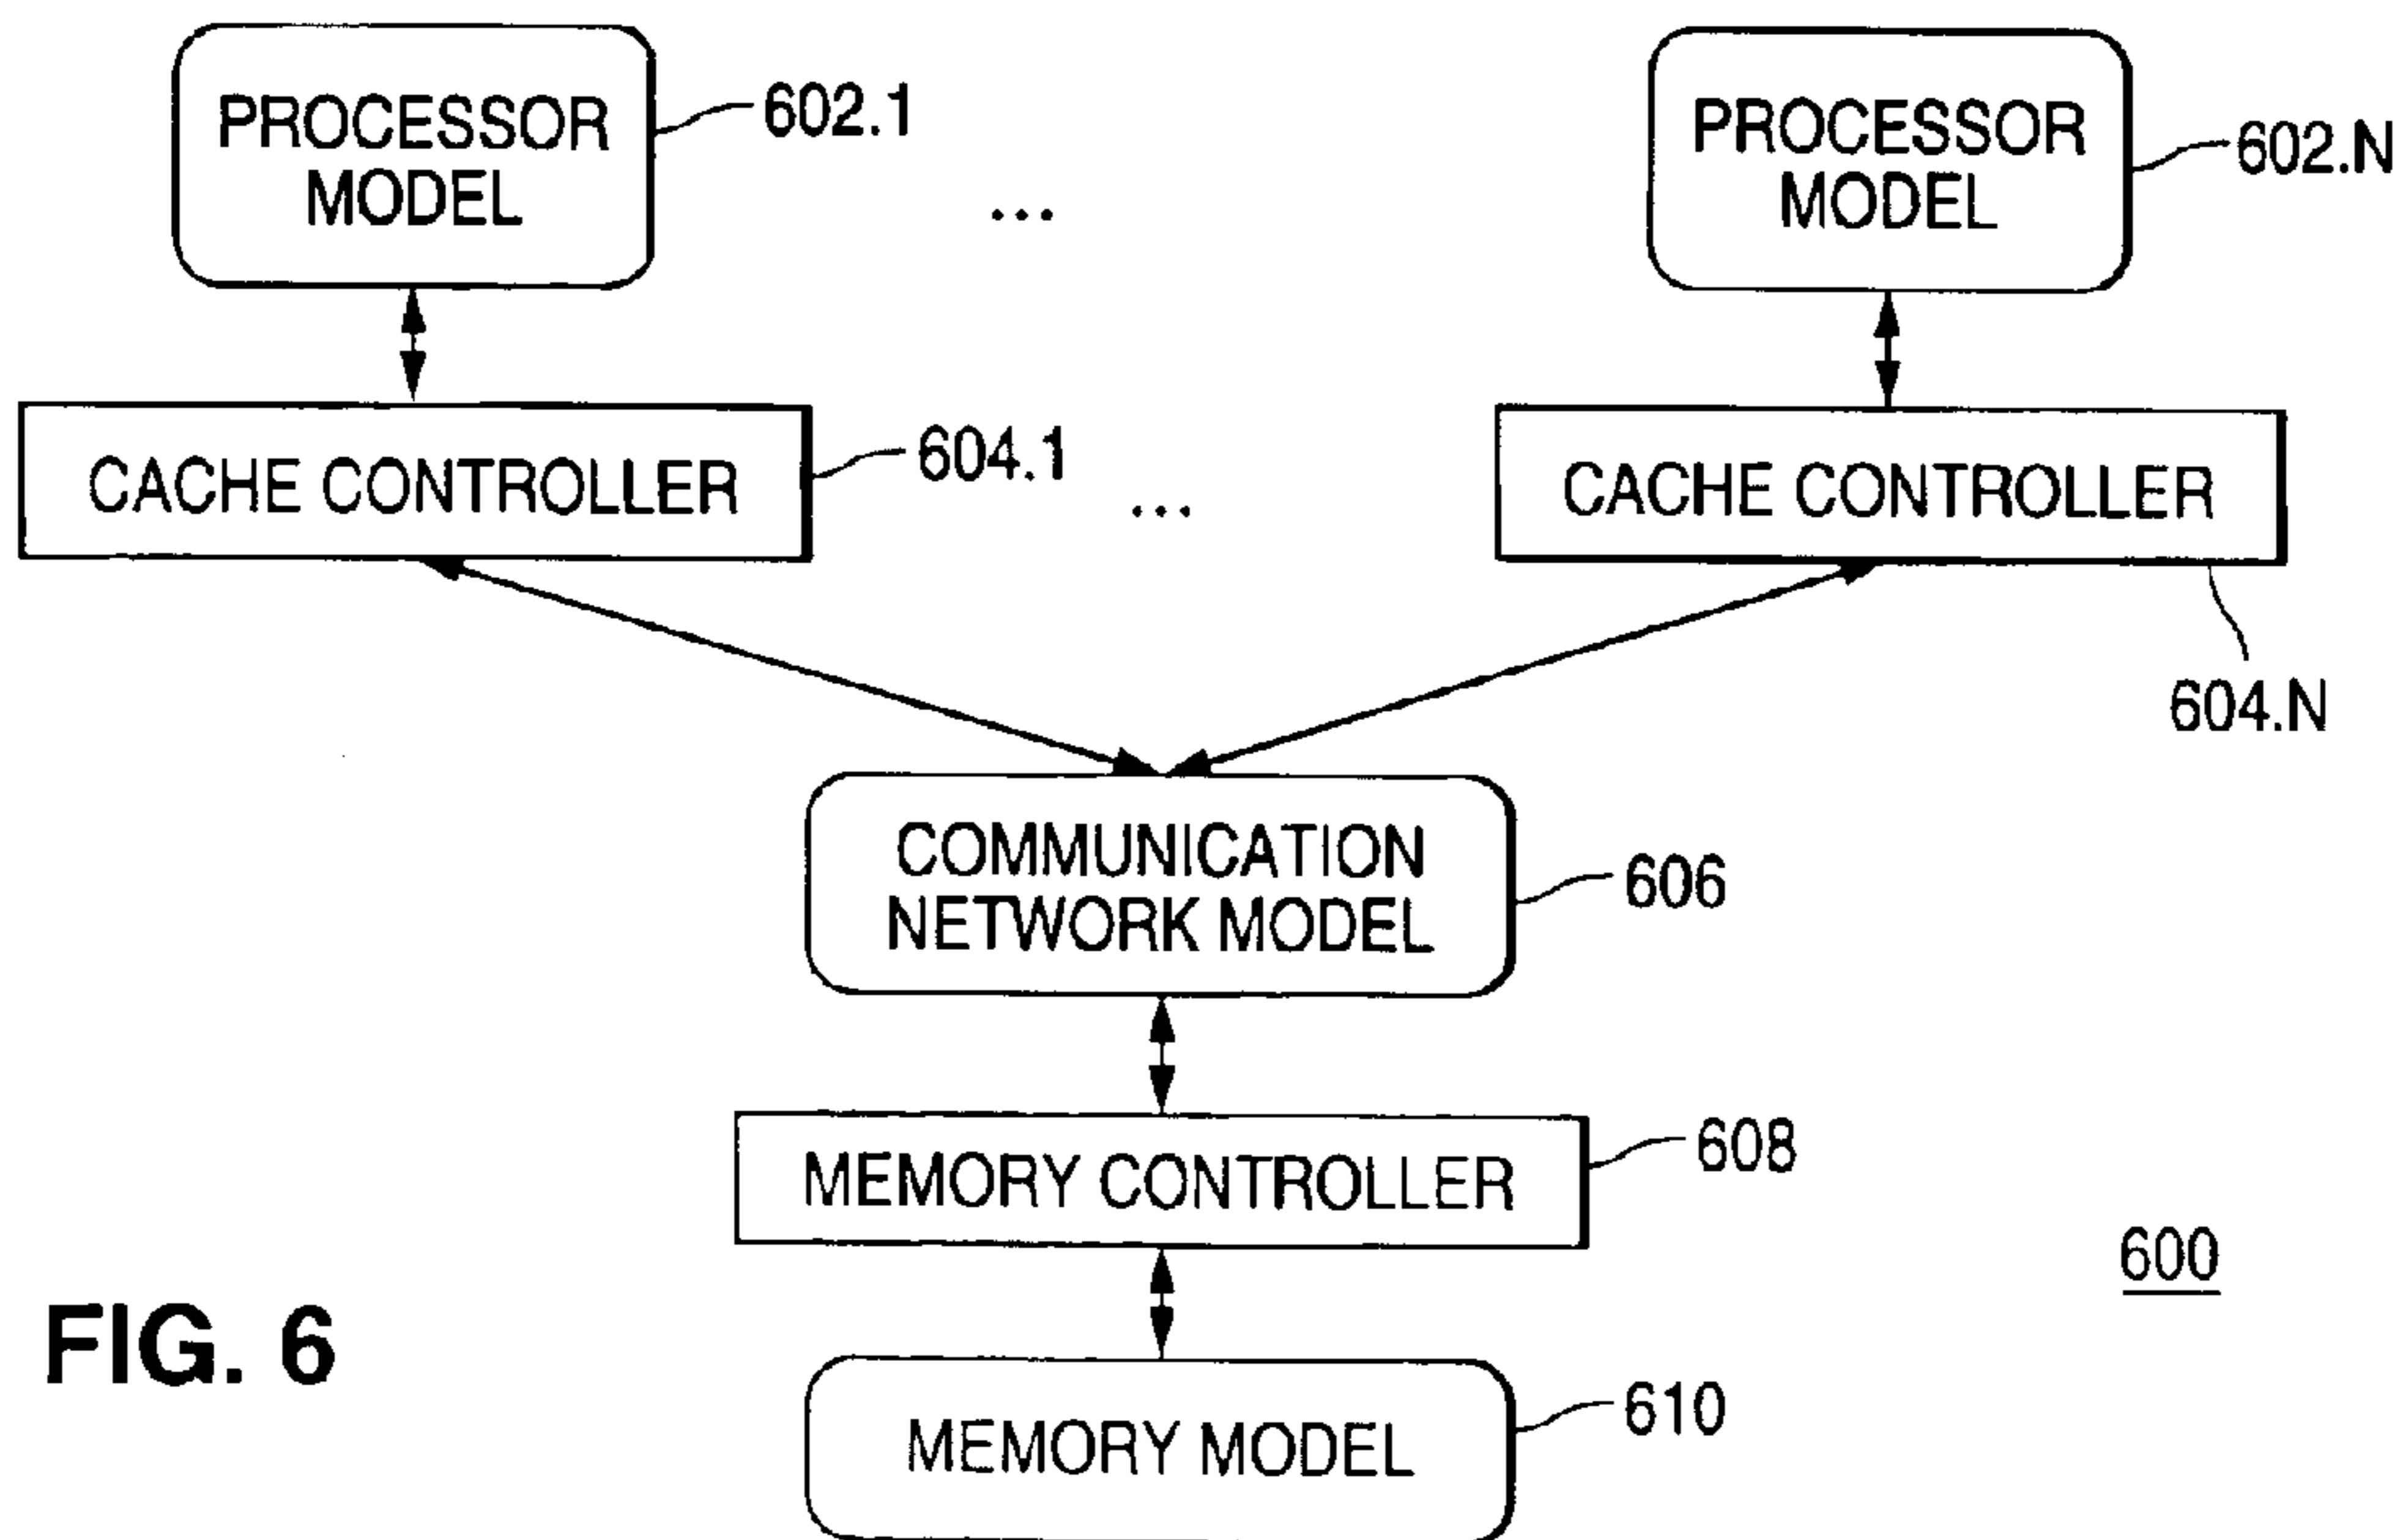 PROCESSOR
MODEL
602.1
...
PROCESSOR
MODEL
602.N
CACHE CONTROLLER
604.1
...
CACHE CONTROLLER
604.N
COMMUNICATION
NETWORK MODEL
606
MEMORY CONTROLLER
608
600
FIG. 6
MEMORY MODEL
610